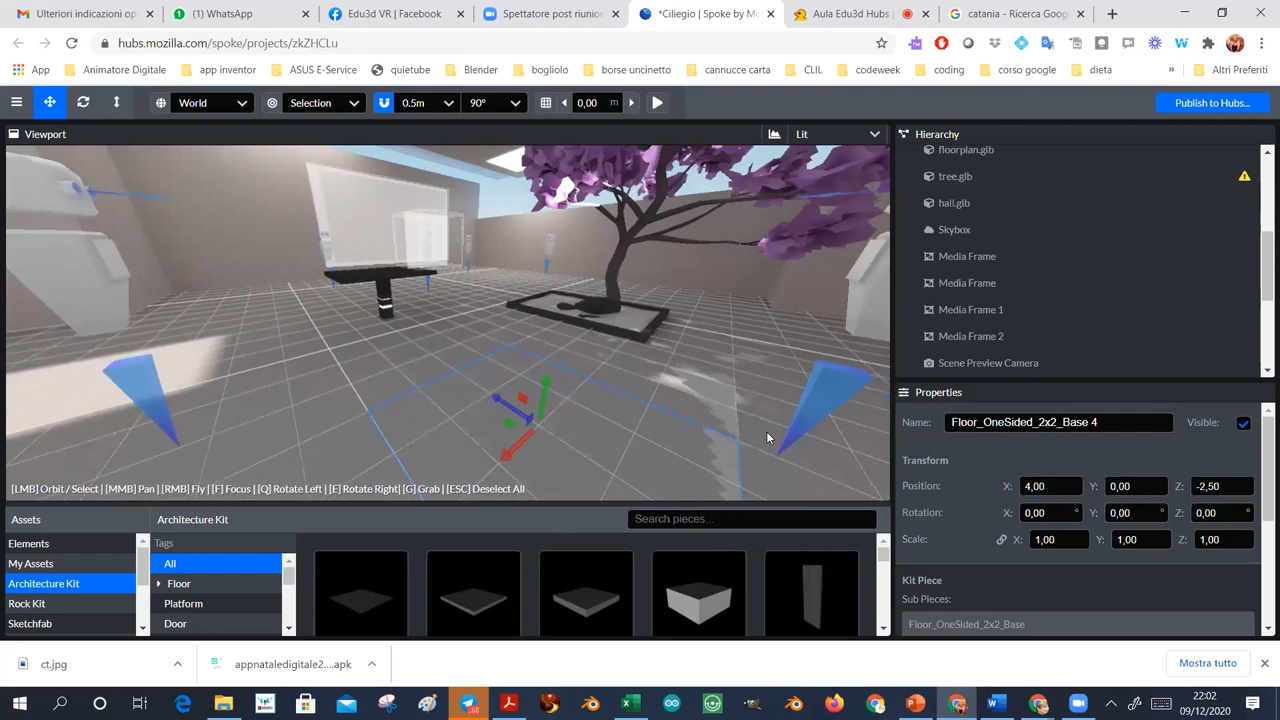 Ulteriori indicazioni op
(1) WhatsApp
Edu3d VR | Facebook
Spettatore post riunior
*Ciliegio | Spoke by Mo
Aula Edu3d Hubs |
catania - Ricerca Goog
hubs.mozilla.com/spoke/projects/zkZHCLu
App
Animatore Digitale
app inventor
ASUS E-Service
quietube
Blender
bogliolo
borse uncinetto
cannucce carta
CLIL
codeweek
coding
corso google
dieta
»
Altri Preferiti
World
Selection
0.5m
90°
0,00 m
Publish to Hubs...
Viewport
Lit
Hierarchy
floorplan.glb
tree.glb
hall.glb
Skybox
Media Frame
Media Frame
Media Frame 1
Media Frame 2
Scene Preview Camera
[LMB] Orbit / Select | [MMB] Pan | [RMB] Fly | [F] Focus | [Q] Rotate Left | [E] Rotate Right| [G] Grab | [ESC] Deselect All
Properties
Name: Floor_OneSided_2x2_Base 4 Visible:
Transform
Position: X: 4,00 Y: 0,00 Z: -2,50
Rotation: X: 0,00 ° Y: 0,00 ° Z: 0,00 °
Scale: X: 1,00 Y: 1,00 Z: 1,00
Kit Piece
Sub Pieces:
Floor_OneSided_2x2_Base
Assets
Architecture Kit
Search pieces...
Elements
My Assets
Architecture Kit
Rock Kit
Sketchfab
Tags
All
Floor
Platform
Door
ct.jpg
appnataledigitale2....apk
Mostra tutto
22:02
09/12/2020